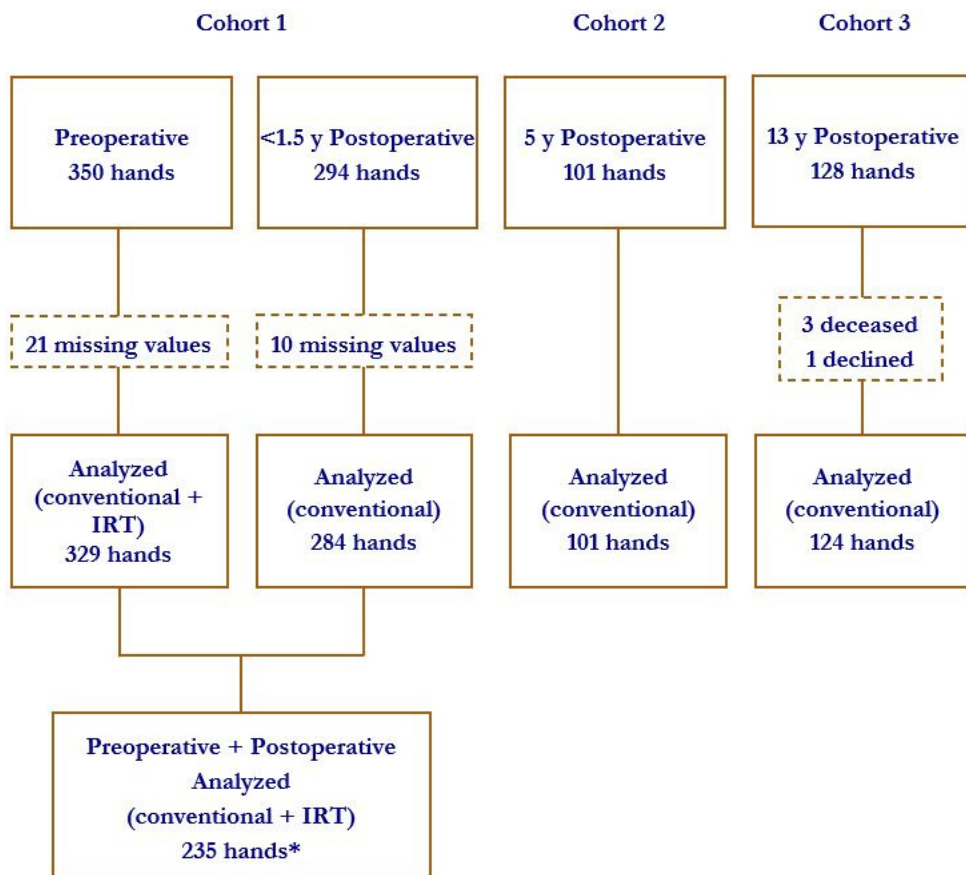 Cohort 1
Cohort 2
Cohort 3
Preoperative
350 hands
<1.5 y Postoperative
294 hands
5 y Postoperative
101 hands
13 y Postoperative
128 hands
21 missing values
10 missing values
3 deceased
1 declined
Analyzed
(conventional +
IRT)
329 hands
Analyzed
(conventional)
284 hands
Analyzed
(conventional)
101 hands
Analyzed
(conventional)
124 hands
Preoperative + Postoperative
Analyzed
(conventional + IRT)
235 hands*